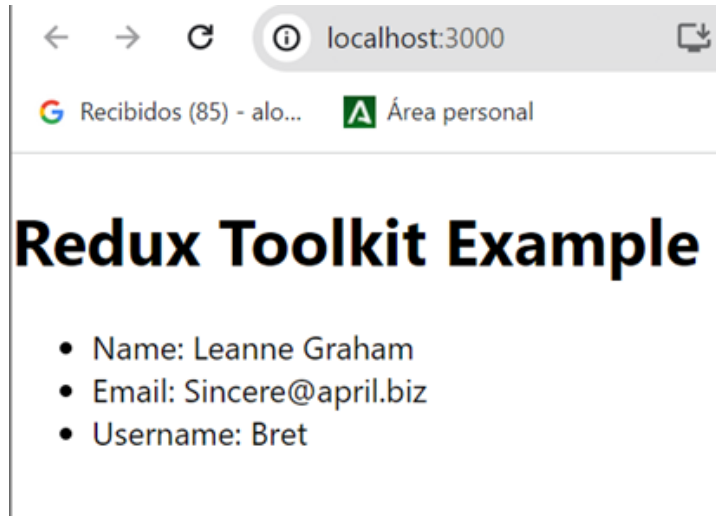 localhost:3000
Recibidos (85) - alo... Área personal
Redux Toolkit Example
Name: Leanne Graham
Email: Sincere@april.biz
Username: Bret